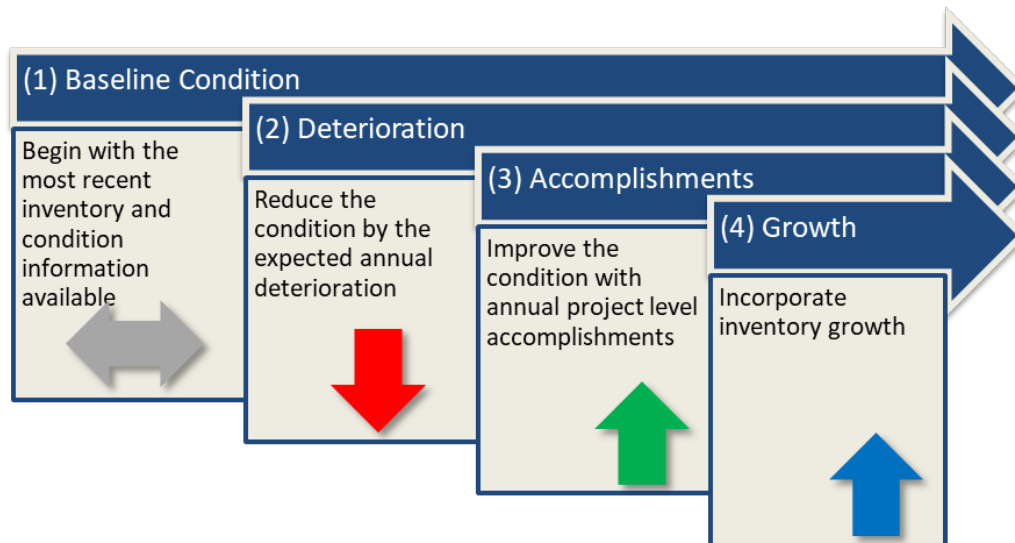 (1) Baseline Condition
Begin with the
most recent
inventory and
condition
information
available
(2) Deterioration
Reduce the
condition by the
expected annual
deterioration
(3) Accomplishments
Improve the
condition with
annual project level
accomplishments
(4) Growth
Incorporate
inventory growth